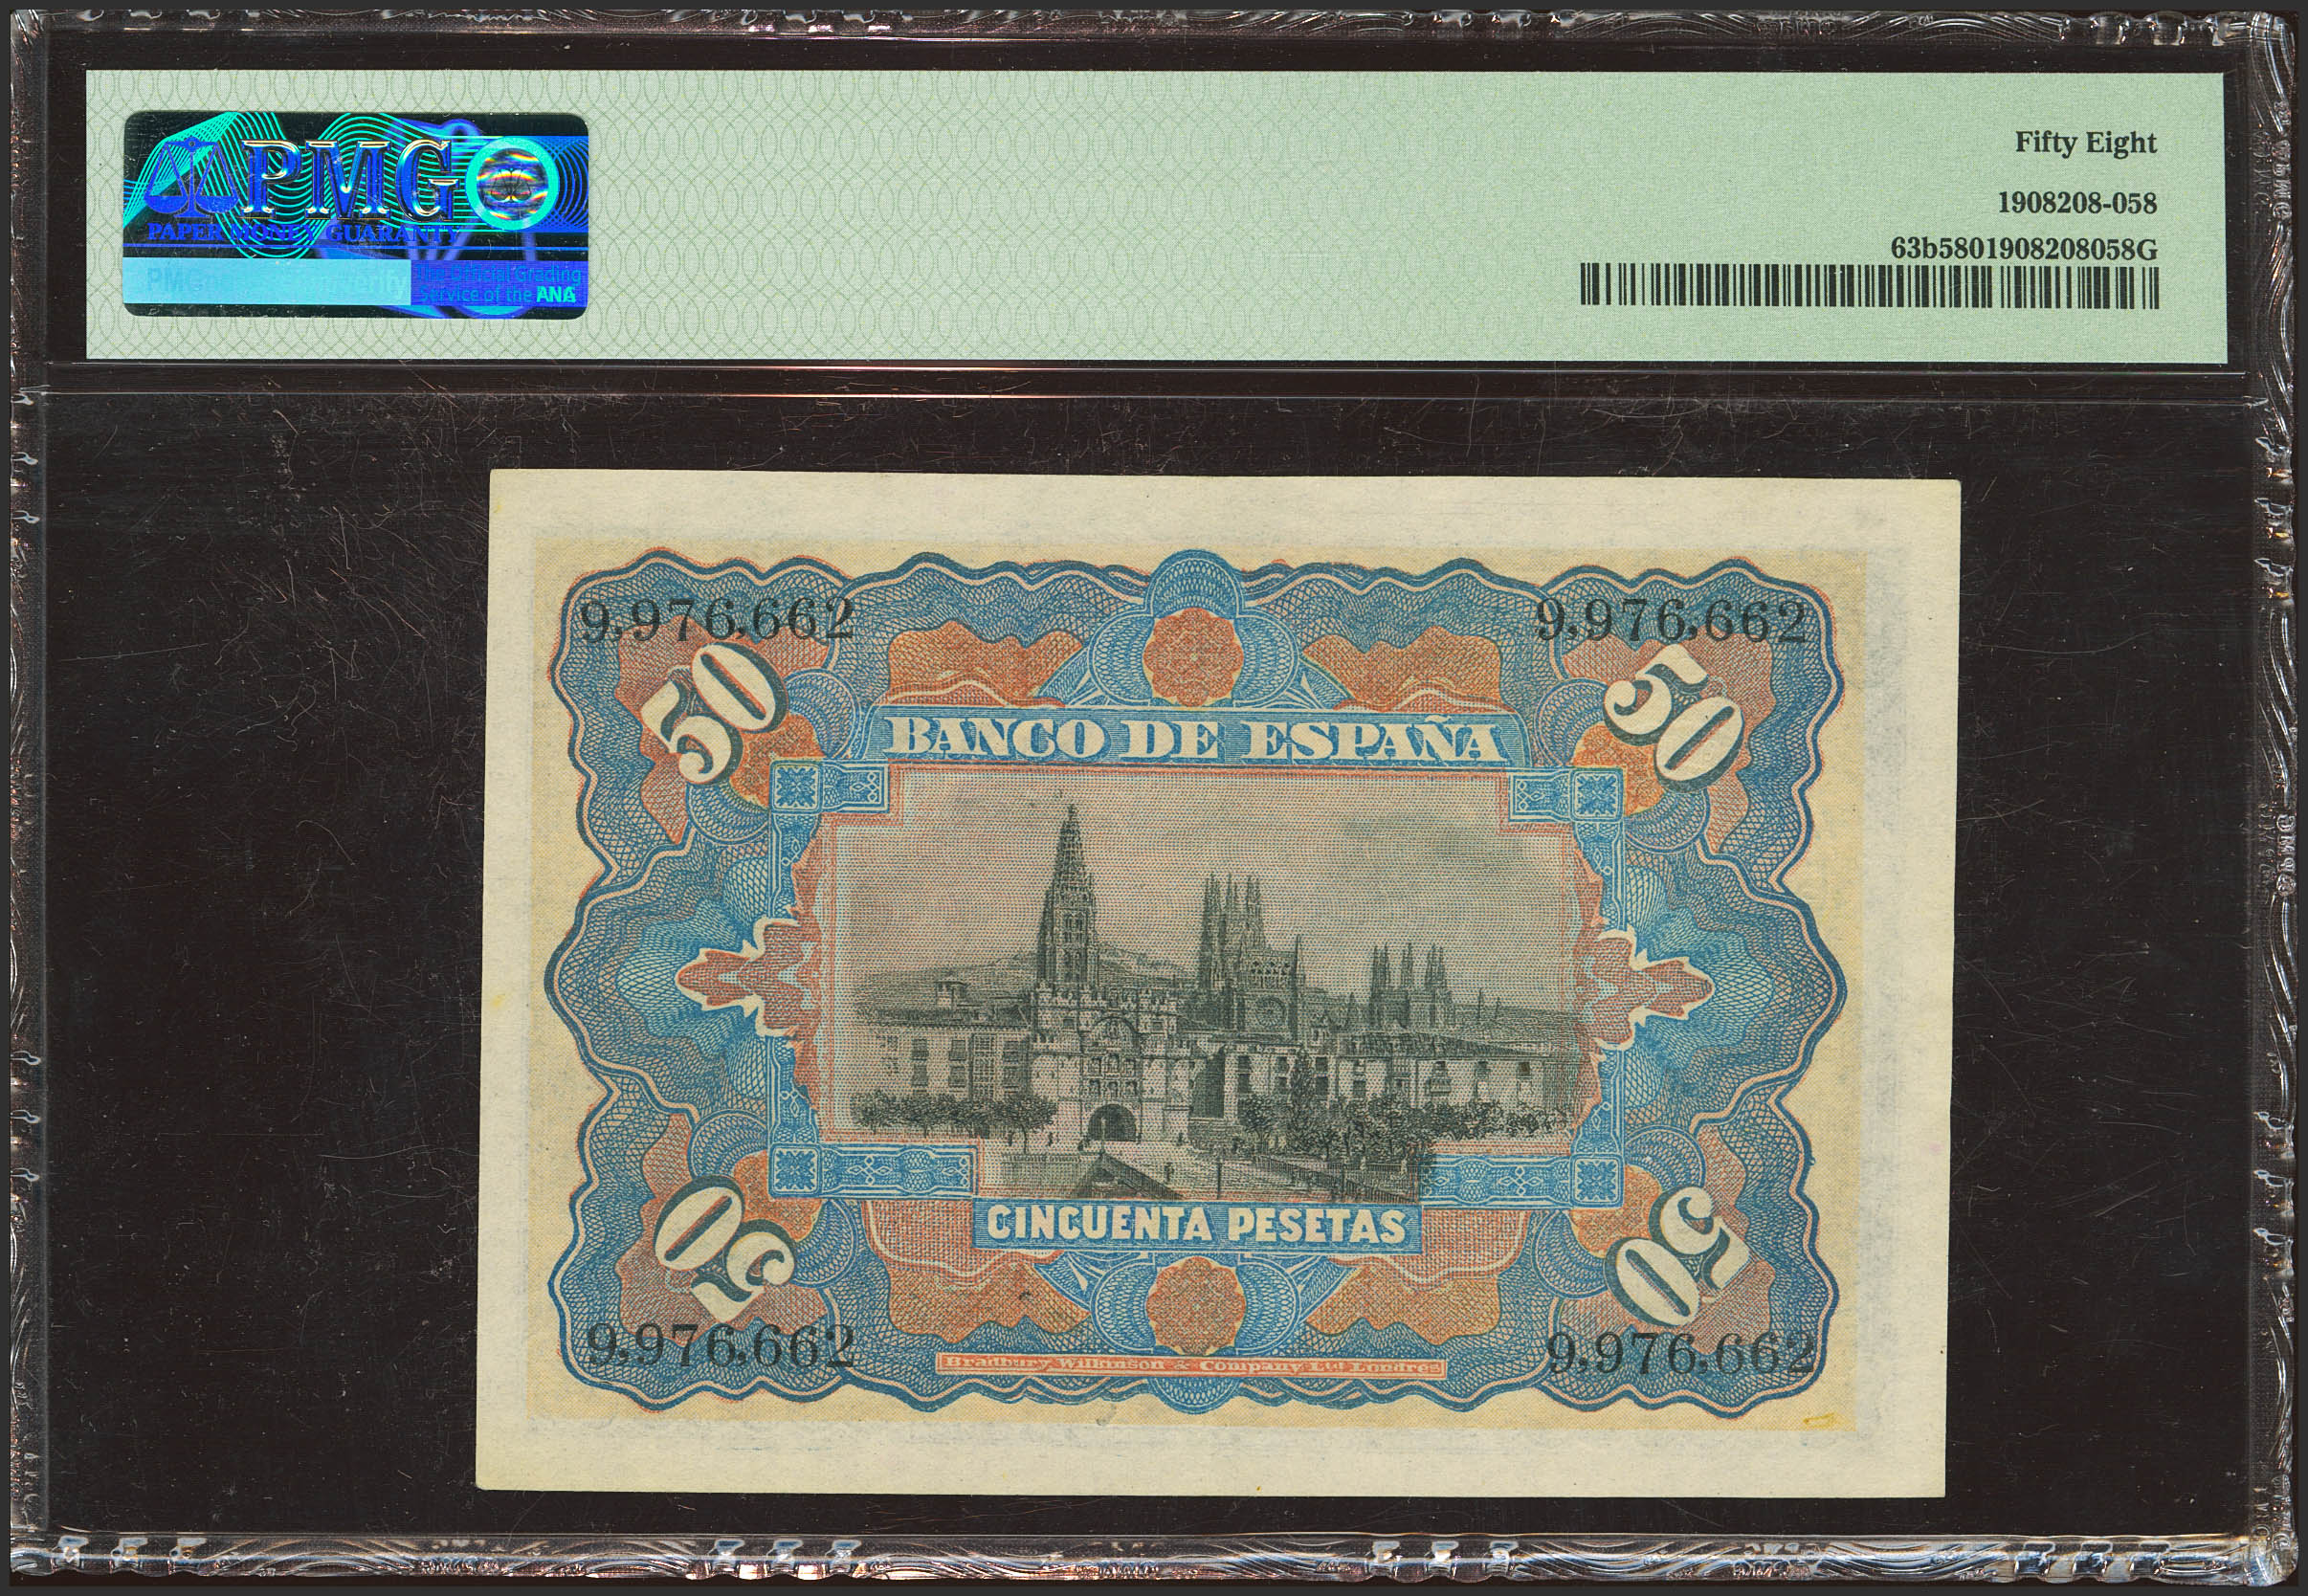 PMG
PAPER MONEY GUARANTY
The Official Grading
Service of the ANA
Fifty Eight
1908208-058
63b5801908208058G
9,976,662 9,976,662
50 50
BANCO DE ESPAÑA
CINCUENTA PESETAS
50 50
9,976,662 9,976,662
Bradbury Wilkinson & Company Ltd Londres